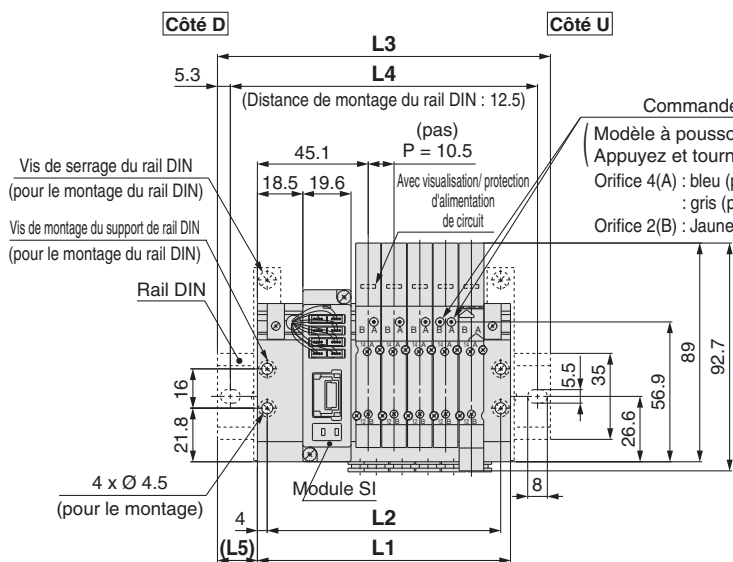 Côté D
Côté U
L3
5.3
L4
(Distance de montage du rail DIN : 12.5)
Commande
(pas)
P = 10.5
Modèle à pousso
Appuyez et tourn
Orifice 4(A) : bleu (p
: gris (p
Orifice 2(B) : Jaune
45.1
18.5
19.6
Avec visualisation/ protection
d'alimentation
de circuit
Vis de serrage du rail DIN
(pour le montage du rail DIN)
Vis de montage du support de rail DIN
(pour le montage du rail DIN)
Rail DIN
B A A A B A B A
16
21.8
5.5
35
26.6
56.9
89
92.7
8
4 x Ø 4.5
(pour le montage)
Module SI
4
L2
(L5)
L1